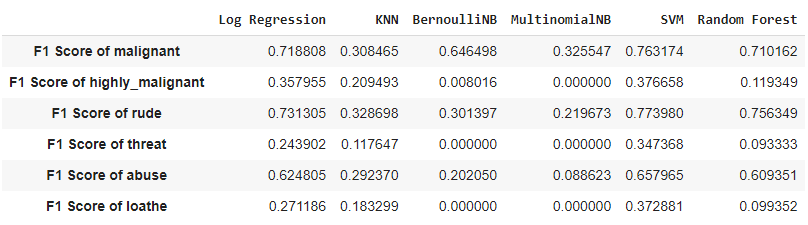 Log Regression KNN BernoulliNB MultinomialNB SVM Random Forest
F1 Score of malignant 0.718808 0.308465 0.646498 0.325547 0.763174 0.710162
F1 Score of highly_malignant 0.357955 0.209493 0.008016 0.000000 0.376658 0.119349
F1 Score of rude 0.731305 0.328698 0.301397 0.219673 0.773980 0.756349
F1 Score of threat 0.243902 0.117647 0.000000 0.000000 0.347368 0.093333
F1 Score of abuse 0.624805 0.292370 0.202050 0.088623 0.657965 0.609351
F1 Score of loathe 0.271186 0.183299 0.000000 0.000000 0.372881 0.099352